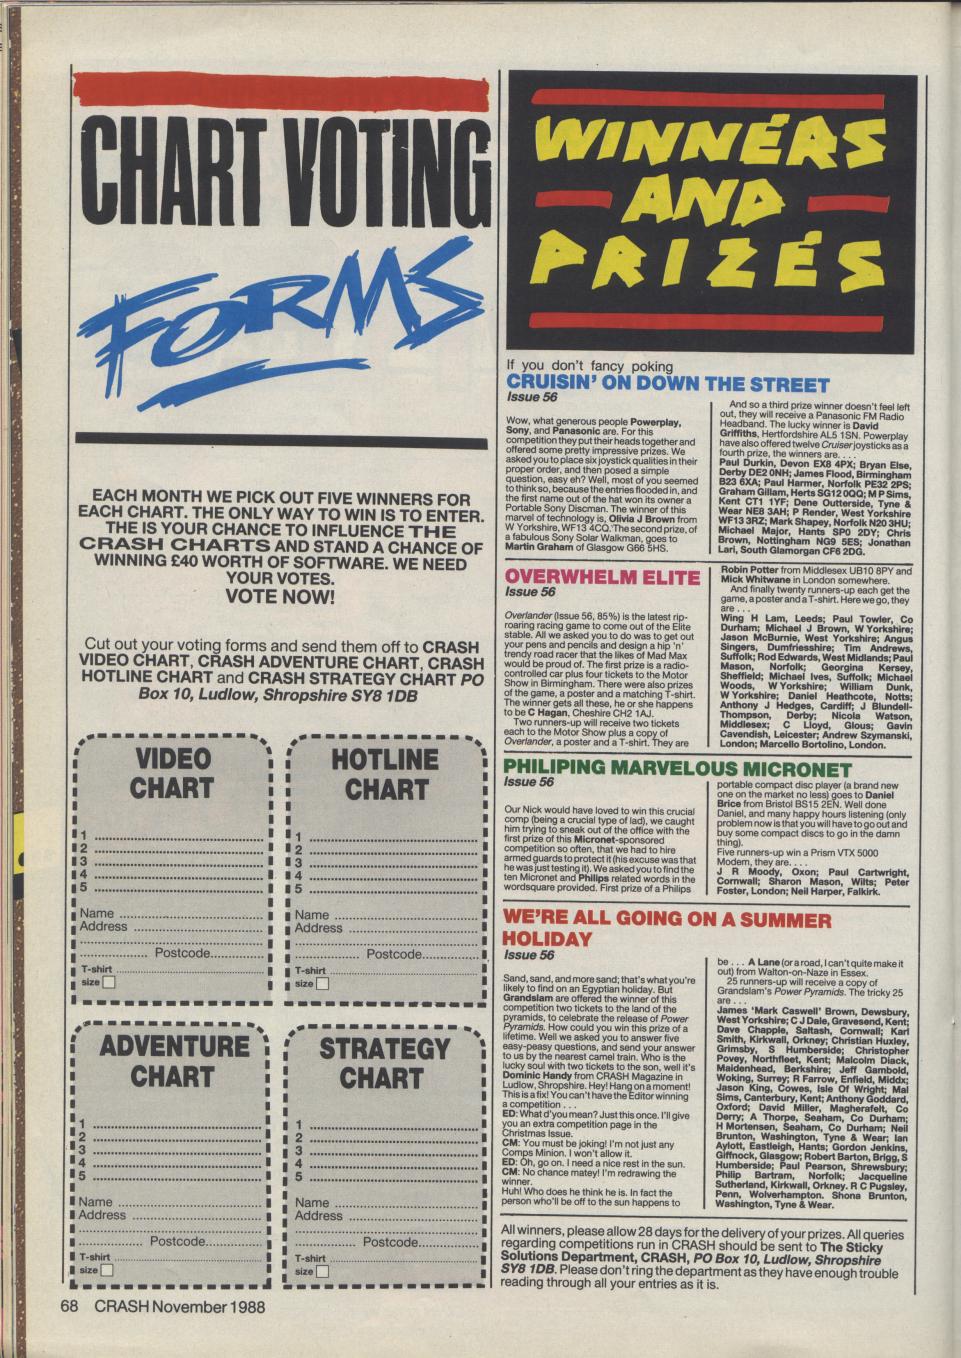 CHART VOTING
FORMS
EACH MONTH WE PICK OUT FIVE WINNERS FOR
EACH CHART. THE ONLY WAY TO WIN IS TO ENTER.
THE IS YOUR CHANCE TO INFLUENCE THE
CRASH CHARTS AND STAND A CHANCE OF
WINNING £40 WORTH OF SOFTWARE. WE NEED
YOUR VOTES.
VOTE NOW!
Cut out your voting forms and send them off to CRASH
VIDEO CHART, CRASH ADVENTURE CHART, CRASH
HOTLINE CHART and CRASH STRATEGY CHART PO
Box 10, Ludlow, Shropshire SY8 1DB
VIDEO
CHART
1
2
3
4
5
Name
Address
Postcode
T-shirt
size
HOTLINE
CHART
1
2
3
4
5
Name
Address
Postcode
T-shirt
size
ADVENTURE
CHART
1
2
3
4
5
Name
Address
Postcode
T-shirt
size
STRATEGY
CHART
1
2
3
4
5
Name
Address
Postcode
T-shirt
size
68 CRASH November 1988
WINNERS
AND
PRIZES
If you don't fancy poking
CRUISIN' ON DOWN THE STREET
Issue 56
Wow, what generous people Powerplay,
Sony, and Panasonic are. For this
competition they put their heads together and
offered some pretty impressive prizes. We
asked you to place six joystick qualities in their
proper order, and then posed a simple
question, easy eh? Well, most of you seemed
to think so, because the entries flooded in, and
the first name out of the hat won its owner a
Portable Sony Discman. The winner of this
marvel of technology is, Olivia J Brown from
W Yorkshire, WF13 4CQ. The second prize, of
a fabulous Sony Solar Walkman, goes to
Martin Graham of Glasgow G66 5HS.
And so a third prize winner doesn't feel left
out, they will receive a Panasonic FM Radio
Headband. The lucky winner is David
Griffiths, Hertfordshire AL5 1SN. Powerplay
have also offered twelve Cruiser joysticks as a
fourth prize, the winners are. . . .
Paul Durkin, Devon EX8 4PX; Bryan Else,
Derby DE2 0NH; James Flood, Birmingham
B23 6XA; Paul Harmer, Norfolk PE32 2PS;
Graham Gillam, Herts SG12 0QQ; M P Sims,
Kent CT1 1YF; Dene Outterside, Tyne &
Wear NE8 3AH; P Render, West Yorkshire
WF13 3RZ; Mark Shapey, Norfolk N20 3HU;
Michael Major, Hants SP0 2DY; Chris
Brown, Nottingham NG9 5ES; Jonathan
Lari, South Glamorgan CF6 2DG.
OVERWHELM ELITE
Issue 56
Overlander (Issue 56, 85%) is the latest rip-
roaring racing game to come out of the Elite
stable. All we asked you to do was to get out
your pens and pencils and design a hip 'n'
trendy road racer that the likes of Mad Max
would be proud of. The first prize is a radio-
controlled car plus four tickets to the Motor
Show in Birmingham. There were also prizes
of the game, a poster and a matching T-shirt.
The winner gets all these, he or she happens
to be C Hagan, Cheshire CH2 1AJ.
Two runners-up will receive two tickets
each to the Motor Show plus a copy of
Overlander, a poster and a T-shirt. They are
Robin Potter from Middlesex UB10 8PY and
Mick Whitwane in London somewhere.
And finally twenty runners-up each get the
game, a poster and a T-shirt. Here we go, they
are . . .
Wing H Lam, Leeds; Paul Towler, Co
Durham; Michael J Brown, W Yorkshire;
Jason McBurnie, West Yorkshire; Angus
Singers, Dumfriesshire; Tim Andrews,
Suffolk; Rod Edwards, West Midlands; Paul
Mason, Norfolk; Georgina Kersey,
Sheffield; Michael Ives, Suffolk; Michael
Woods, W Yorkshire; William Dunk,
W Yorkshire; Daniel Heathcote, Notts;
Anthony J Hedges, Cardiff; J Blundell-
Thompson, Derby; Nicola Watson,
Middlesex; C Lloyd, Glous; Gavin
Cavendish, Leicester; Andrew Szymanski,
London; Marcello Bortolino, London.
PHILIPING MARVELOUS MICRONET
Issue 56
Our Nick would have loved to win this crucial
comp (being a crucial type of lad), we caught
him trying to sneak out of the office with the
first prize of this Micronet-sponsored
competition so often, that we had to hire
armed guards to protect it (his excuse was that
he was just testing it). We asked you to find the
ten Micronet and Philips related words in the
wordsquare provided. First prize of a Philips
portable compact disc player (a brand new
one on the market no less) goes to Daniel
Brice from Bristol BS15 2EN. Well done
Daniel, and many happy hours listening (only
problem now is that you will have to go out and
buy some compact discs to go in the damn
thing).
Five runners-up win a Prism VTX 5000
Modem, they are. . . .
J R Moody, Oxon; Paul Cartwright,
Cornwall; Sharon Mason, Wilts; Peter
Foster, London; Neil Harper, Falkirk.
WE'RE ALL GOING ON A SUMMER
HOLIDAY
Issue 56
Sand, sand, and more sand; that's what you're
likely to find on an Egyptian holiday. But
Grandslam are offered the winner of this
competition two tickets to the land of the
pyramids, to celebrate the release of Power
Pyramids. How could you win this prize of a
lifetime. Well we asked you to answer five
easy-peasy questions, and send your answer
to us by the nearest camel train. Who is the
lucky soul with two tickets to the son, well it's
Dominic Handy from CRASH Magazine in
Ludlow, Shropshire. Hey! Hang on a moment!
This is a fix! You can't have the Editor winning
a competition . . .
ED: What d'you mean? Just this once. I'll give
you an extra competition page in the
Christmas Issue.
CM: You must be joking! I'm not just any
Comps Minion. I won't allow it.
ED: Oh, go on. I need a nice rest in the sun.
CM: No chance matey! I'm redrawing the
winner.
Huh! Who does he think he is. In fact the
person who'll be off to the sun happens to
be . . . A Lane (or a road, I can't quite make it
out) from Walton-on-Naze in Essex.
25 runners-up will receive a copy of
Grandslam's Power Pyramids. The tricky 25
are . . .
James 'Mark Caswell' Brown, Dewsbury,
West Yorkshire; C J Dale, Gravesend, Kent;
Dave Chapple, Saltash, Cornwall; Karl
Smith, Kirkwall, Orkney; Christian Huxley,
Grimsby, S Humberside; Christopher
Povey, Northfleet, Kent; Malcolm Diack,
Maidenhead, Berkshire; Jeff Gambold,
Woking, Surrey; R Farrow, Enfield, Middx;
Jason King, Cowes, Isle Of Wright; Mal
Sims, Canterbury, Kent; Anthony Goddard,
Oxford; David Miller, Magherafelt, Co
Derry; A Thorpe, Seaham, Co Durham;
H Mortensen, Seaham, Co Durham; Neil
Brunton, Washington, Tyne & Wear; Ian
Aylott, Eastleigh, Hants; Gordon Jenkins,
Giffnock, Glasgow; Robert Barton, Brigg, S
Humberside; Paul Pearson, Shrewsbury;
Philip Bartram, Norfolk; Jacqueline
Sutherland, Kirkwall, Orkney. R C Pugsley,
Penn, Wolverhampton. Shona Brunton,
Washington, Tyne & Wear.
All winners, please allow 28 days for the delivery of your prizes. All queries
regarding competitions run in CRASH should be sent to The Sticky
Solutions Department, CRASH, PO Box 10, Ludlow, Shropshire
SY8 1DB. Please don't ring the department as they have enough trouble
reading through all your entries as it is.